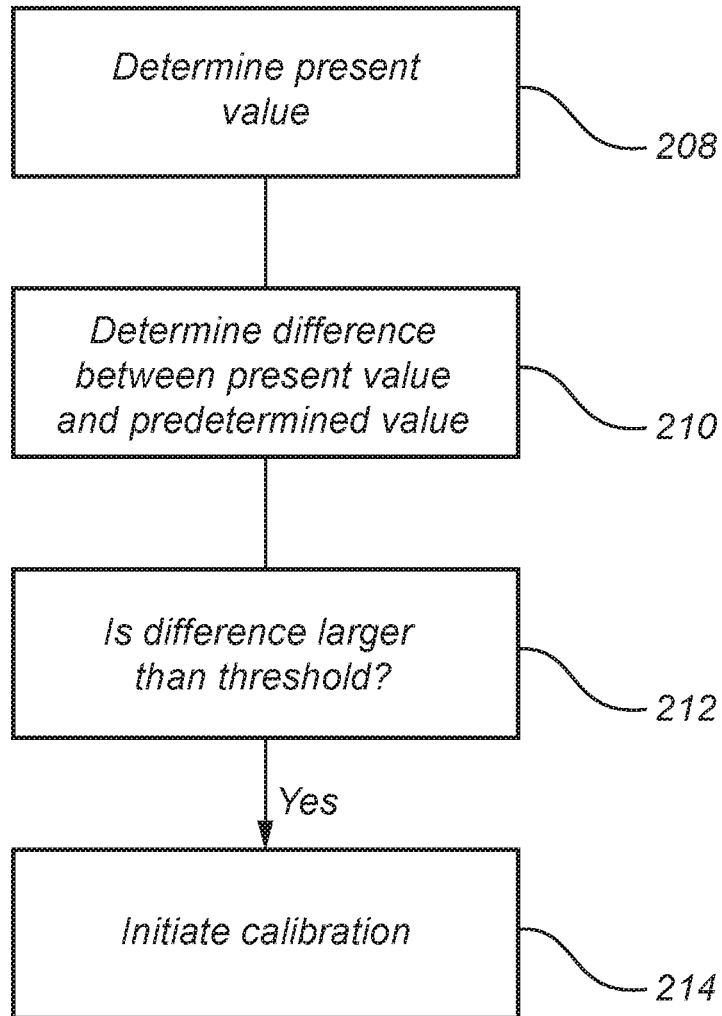 Determine present
value
208
Determine difference
between present value
and predetermined value
210
Is difference larger
than threshold?
212
Yes
Initiate calibration
214